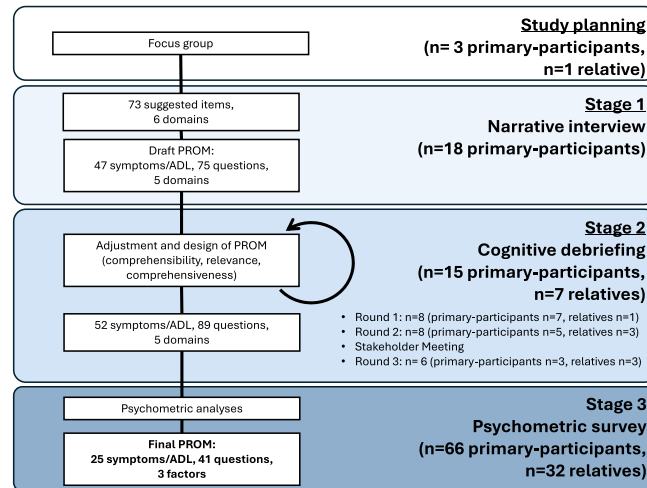 Study planning
(n= 3 primary-participants,
n=1 relative)
Focus group
Stage 1
Narrative interview
(n=18 primary-participants)
73 suggested items,
6 domains
Draft PROM:
47 symptoms/ADL, 75 questions,
5 domains
Stage 2
Cognitive debriefing
(n=15 primary-participants,
n=7 relatives)
Adjustment and design of PROM
(comprehensibility, relevance,
comprehensiveness)
• Round 1: n=8 (primary-participants n=7, relatives n=1)
• Round 2: n=8 (primary-participants n=5, relatives n=3)
• Stakeholder Meeting
• Round 3: n= 6 (primary-participants n=3, relatives n=3)
52 symptoms/ADL, 89 questions,
5 domains
Stage 3
Psychometric survey
(n=66 primary-participants,
n=32 relatives)
Psychometric analyses
Final PROM:
25 symptoms/ADL, 41 questions,
3 factors